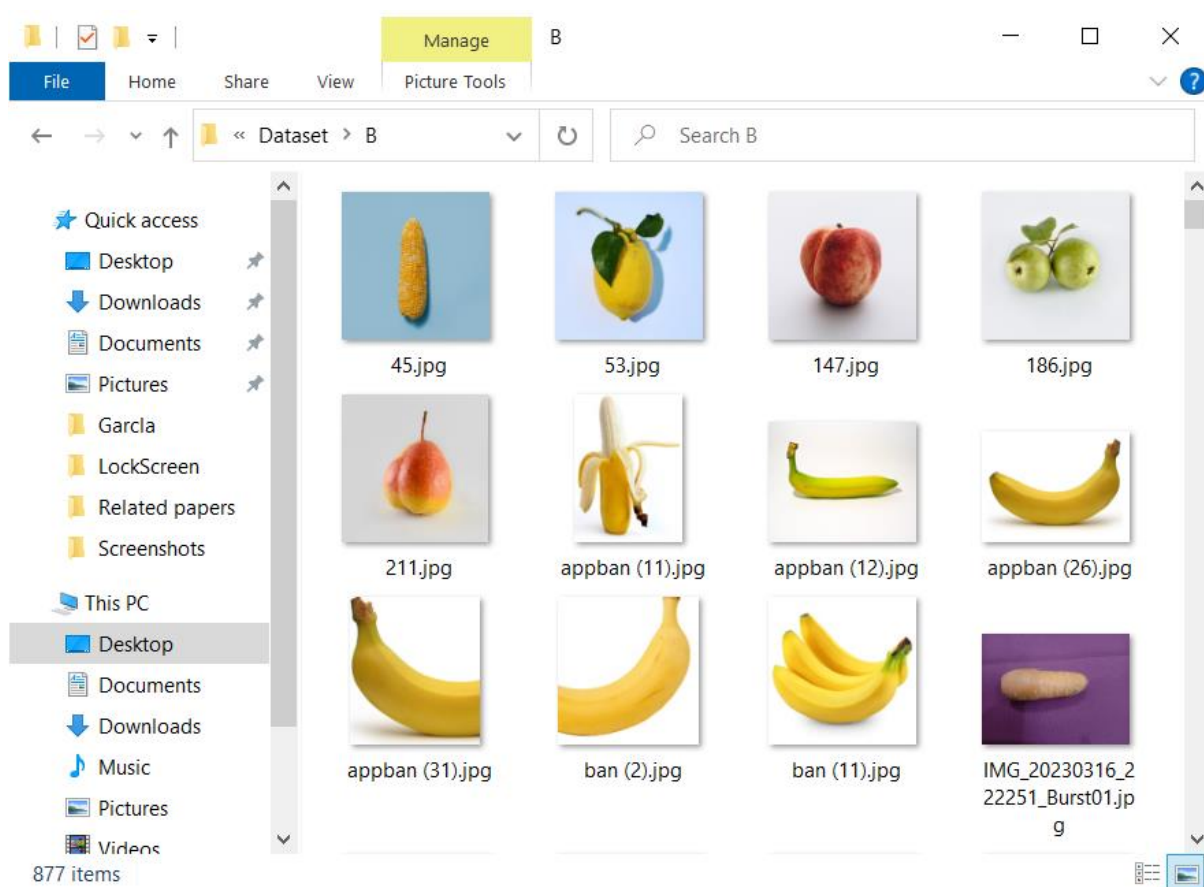 Manage
B
File
Home
Share
View
Picture Tools
?
« Dataset > B
Search B
Quick access
Desktop
Downloads
Documents
Pictures
Garcla
LockScreen
Related papers
Screenshots
This PC
Desktop
Documents
Downloads
Music
Pictures
Videos
45.jpg
53.jpg
147.jpg
186.jpg
211.jpg
appban (11).jpg
appban (12).jpg
appban (26).jpg
appban (31).jpg
ban (2).jpg
ban (11).jpg
IMG_20230316_2
22251_Burst01.jp
g
877 items